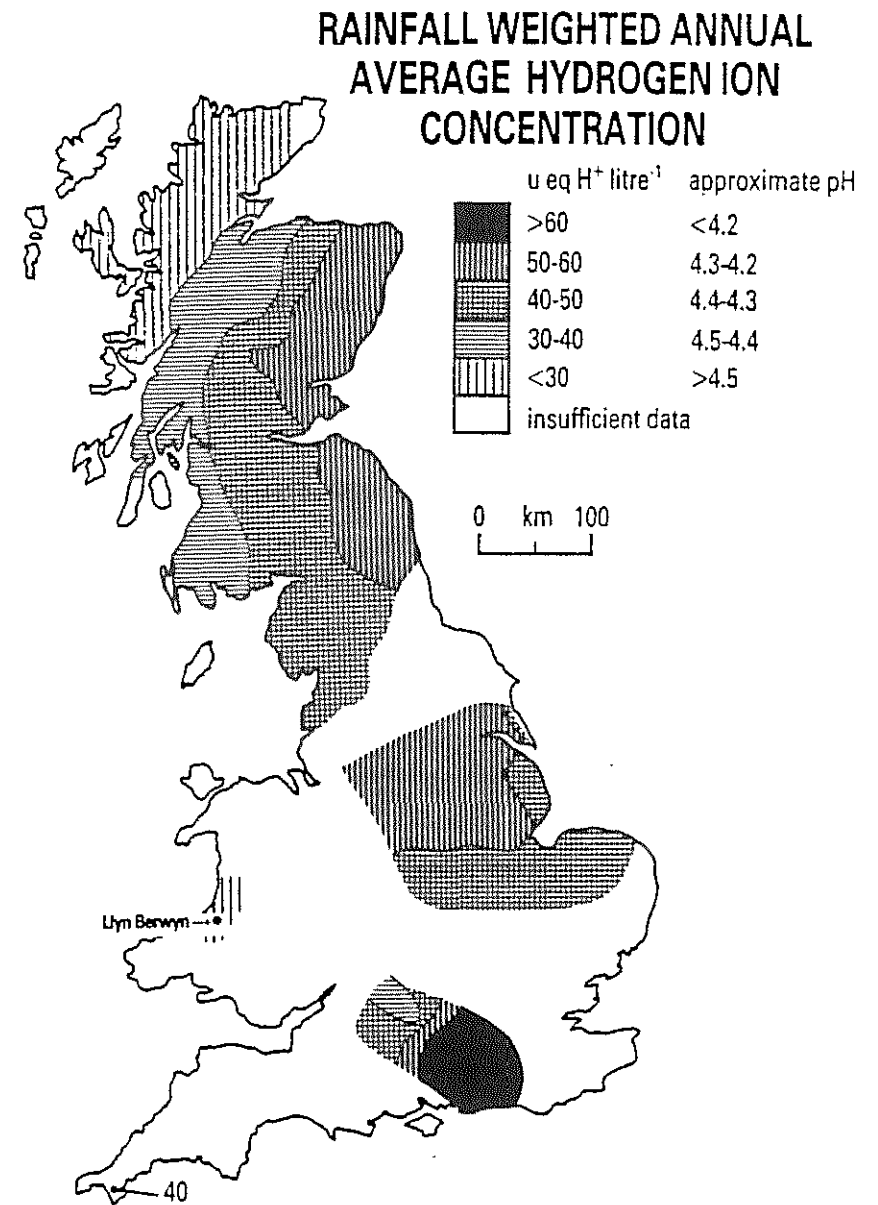 RAINFALL WEIGHTED ANNUAL
AVERAGE HYDROGEN ION
CONCENTRATION
u eq H⁺ litre⁻¹ approximate pH
>60 <4.2
50-60 4.3-4.2
40-50 4.4-4.3
30-40 4.5-4.4
<30 >4.5
insufficient data
0 km 100
Llyn Berwyn
40